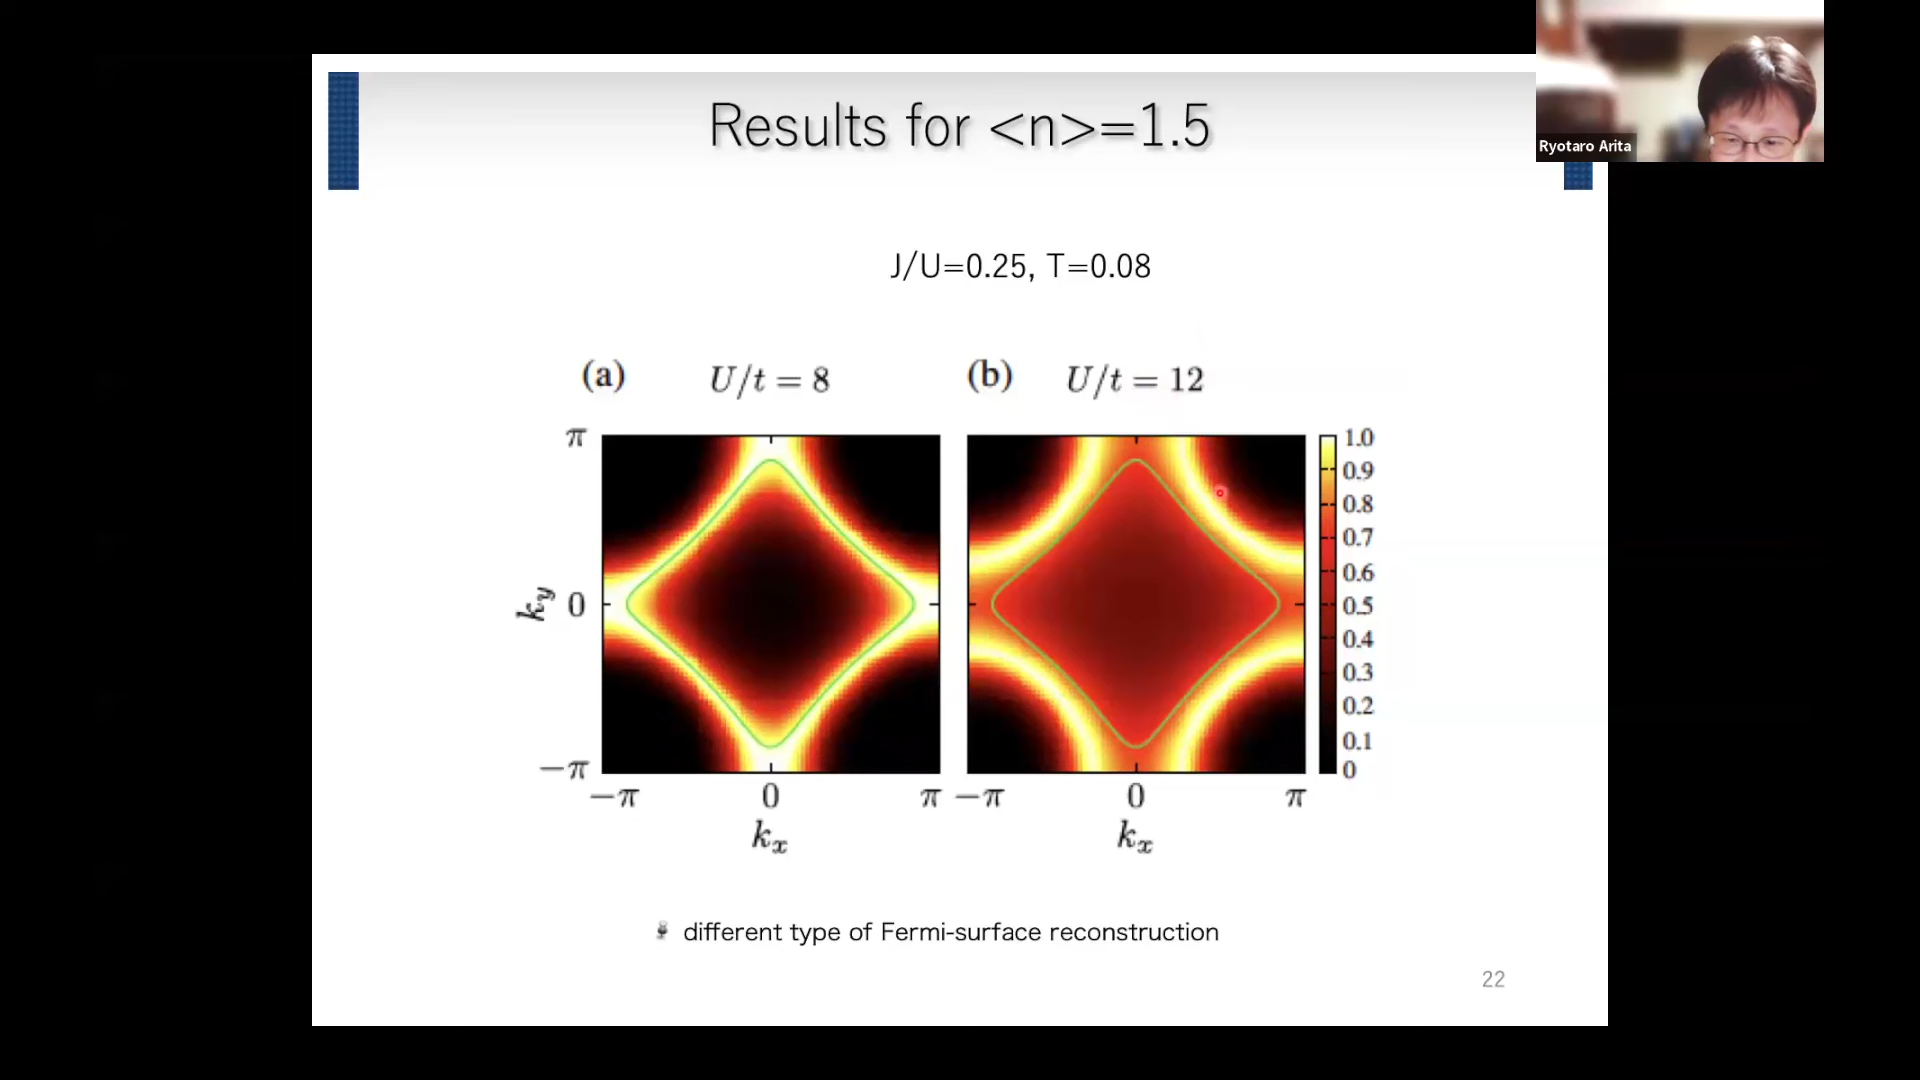 Results for <n>=1.5
Ryotaro Arita
J/U=0.25, T=0.08
(a) U/t = 8 (b) U/t = 12
π 1.0
0.9
0.8
0.7
0.6
k_y 0 0.5
0.4
0.3
0.2
0.1
−π 0
−π 0 π −π 0 π
k_x k_x
different type of Fermi-surface reconstruction
22